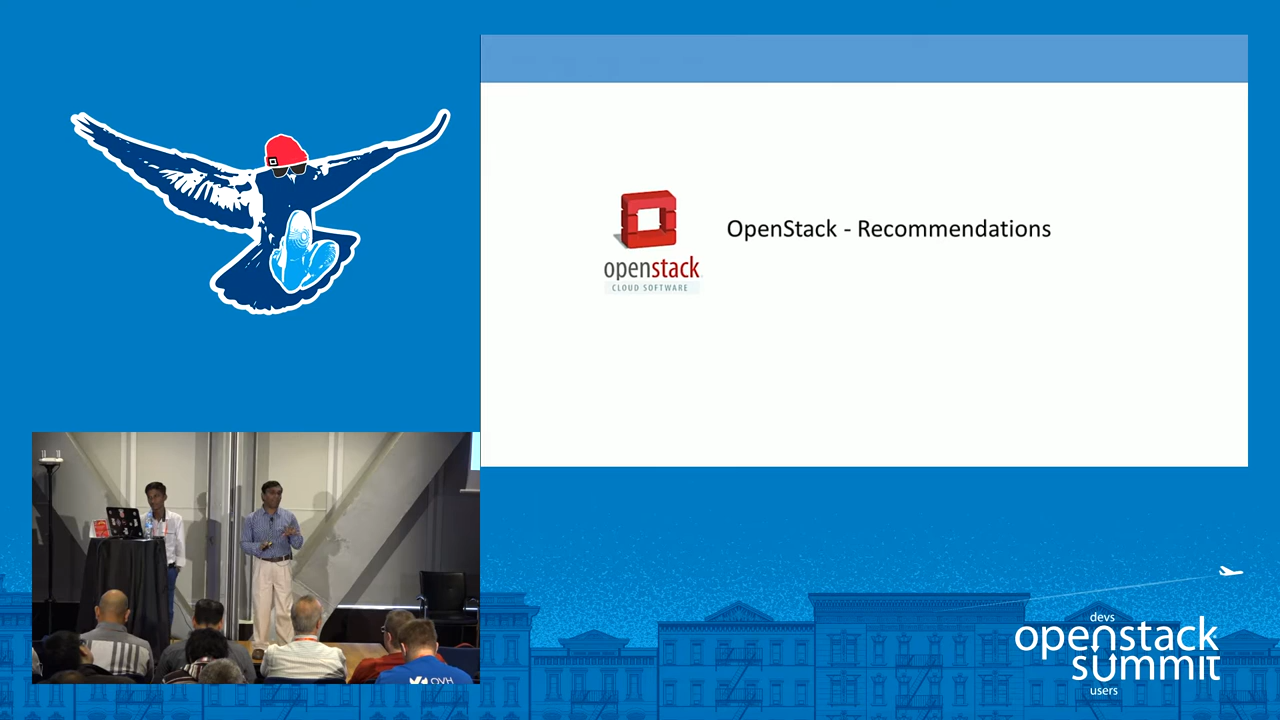 OpenStack - Recommendations
openstack
CLOUD SOFTWARE
OVH
devs
openstack
summit
users